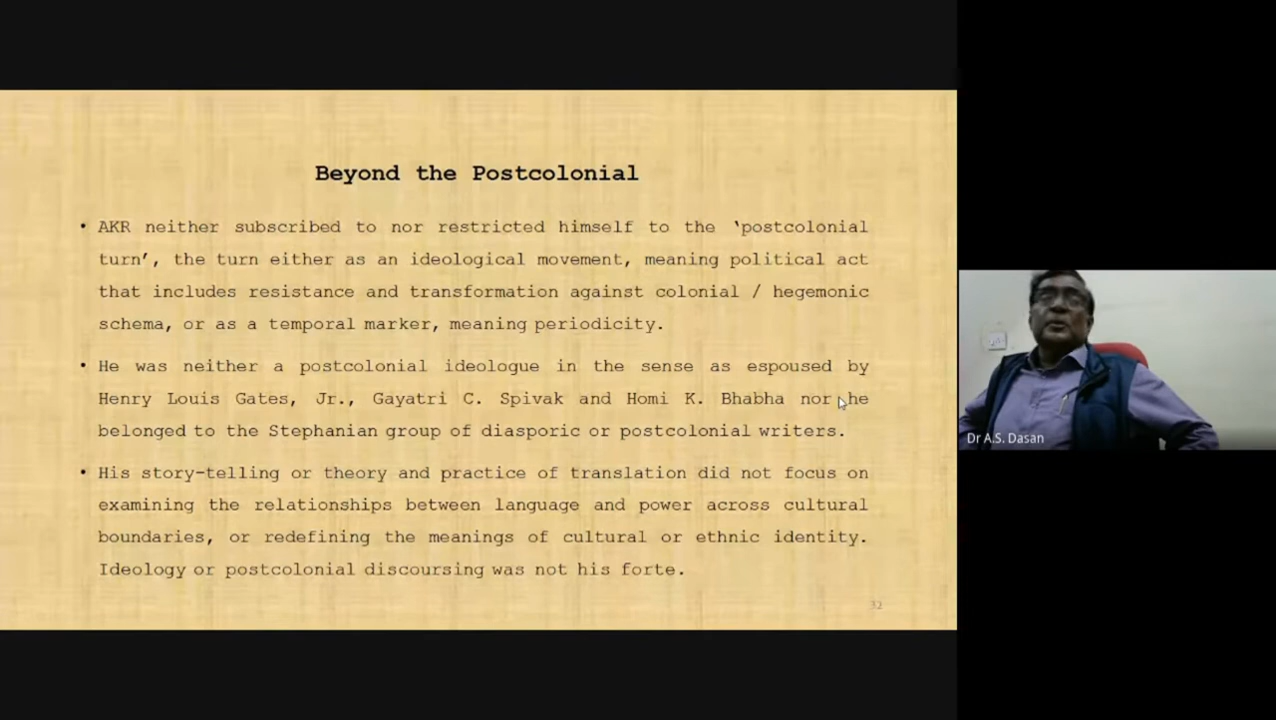 Beyond the Postcolonial
• AKR neither subscribed to nor restricted himself to the ‘postcolonial
turn’, the turn either as an ideological movement, meaning political act
that includes resistance and transformation against colonial / hegemonic
schema, or as a temporal marker, meaning periodicity.
• He was neither a postcolonial ideologue in the sense as espoused by
Henry Louis Gates, Jr., Gayatri C. Spivak and Homi K. Bhabha nor he
belonged to the Stephanian group of diasporic or postcolonial writers.
• His story-telling or theory and practice of translation did not focus on
examining the relationships between language and power across cultural
boundaries, or redefining the meanings of cultural or ethnic identity.
Ideology or postcolonial discoursing was not his forte.
32
Dr A.S. Dasan